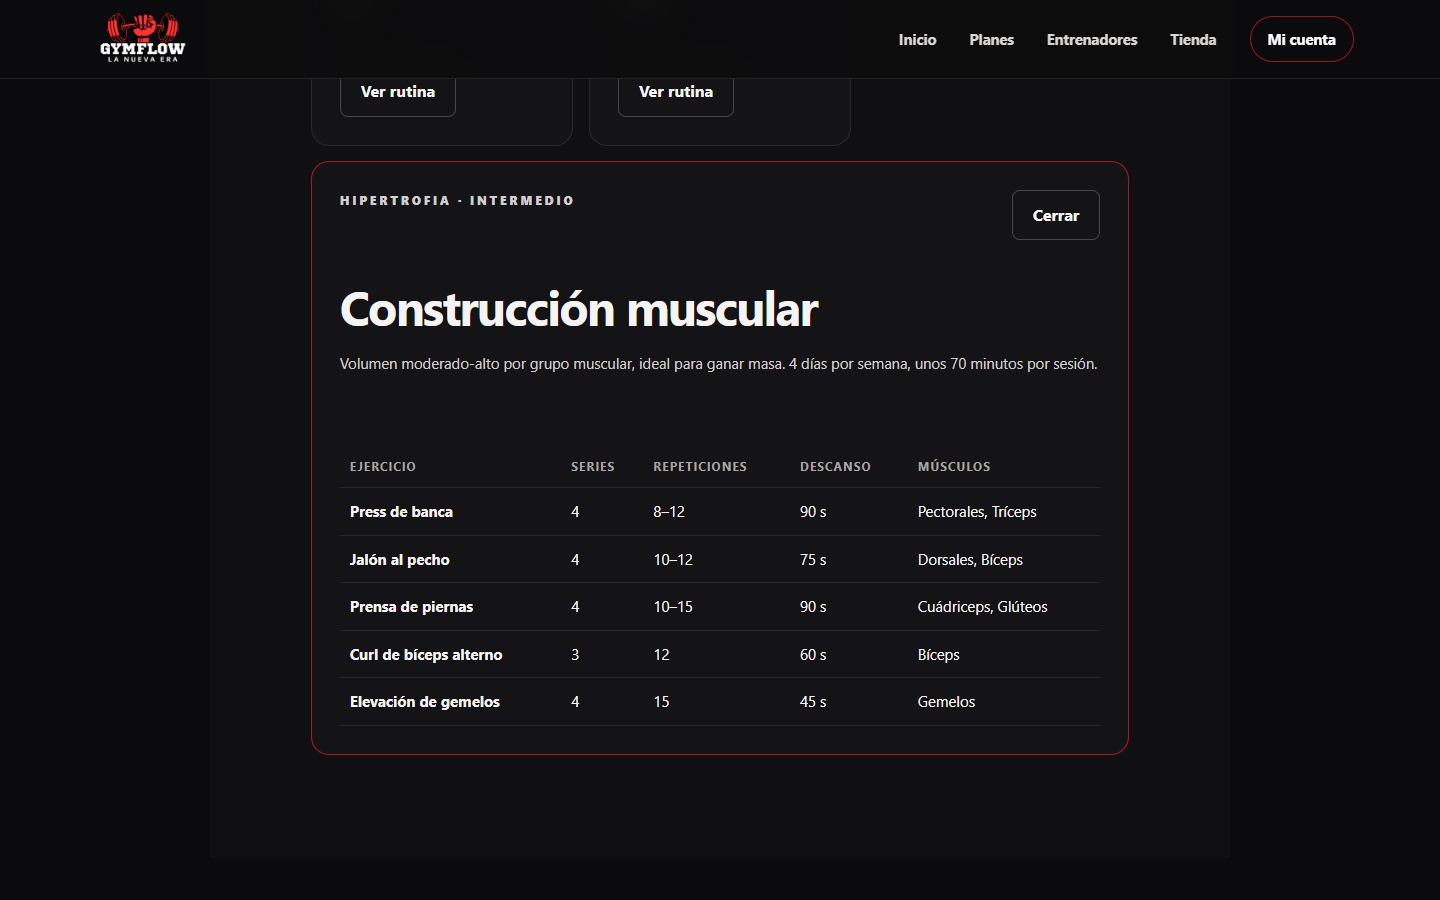 GYMFLOW
LA NUEVA ERA
Inicio Planes Entrenadores Tienda Mi cuenta
Ver rutina Ver rutina
HIPERTROFIA · INTERMEDIO
Cerrar
Construcción muscular
Volumen moderado-alto por grupo muscular, ideal para ganar masa. 4 días por semana, unos 70 minutos por sesión.
EJERCICIO SERIES REPETICIONES DESCANSO MÚSCULOS
Press de banca 4 8–12 90 s Pectorales, Tríceps
Jalón al pecho 4 10–12 75 s Dorsales, Bíceps
Prensa de piernas 4 10–15 90 s Cuádriceps, Glúteos
Curl de bíceps alterno 3 12 60 s Bíceps
Elevación de gemelos 4 15 45 s Gemelos